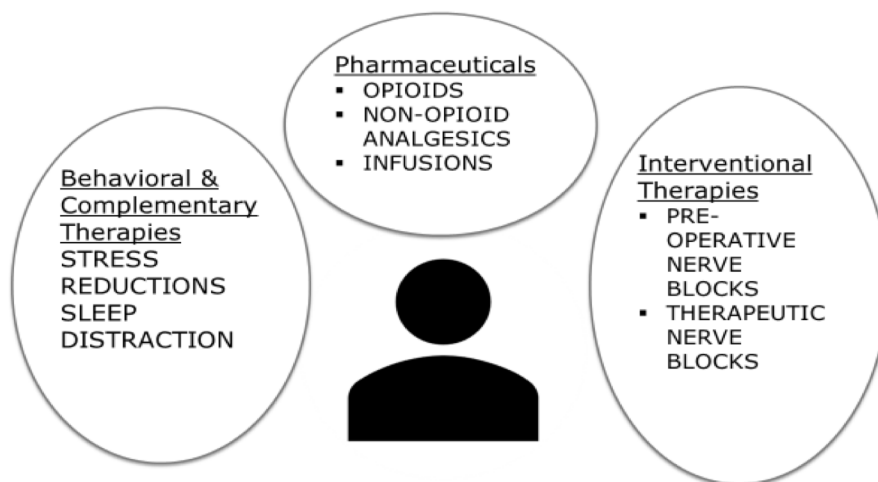 Pharmaceuticals
▪ OPIOIDS
▪ NON-OPIOID
ANALGESICS
▪ INFUSIONS
Behavioral &
Complementary
Therapies
STRESS
REDUCTIONS
SLEEP
DISTRACTION
Interventional
Therapies
▪ PRE-
OPERATIVE
NERVE
BLOCKS
▪ THERAPEUTIC
NERVE
BLOCKS